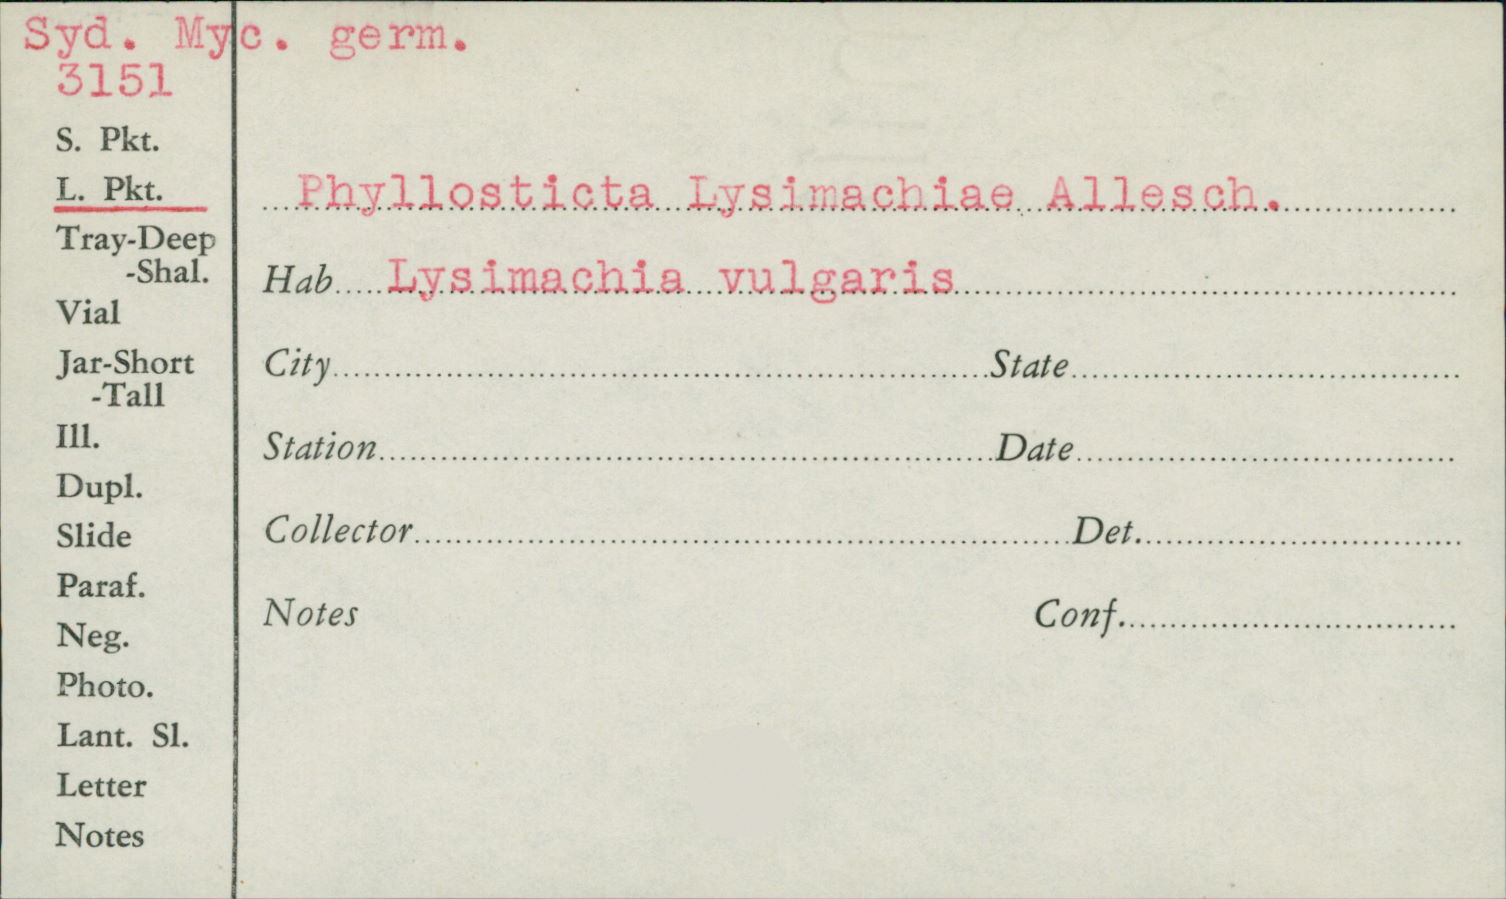 Syd. Myc. germ.
3151
S. Pkt.
L. Pkt.
Tray-Deep
-Shal.
Vial
Jar-Short
-Tall
Ill.
Dupl.
Slide
Paraf.
Neg.
Photo.
Lant. Sl.
Letter
Notes
Phyllosticta Lysimachiae Allesch.
Hab Lysimachia vulgaris
City State
Station Date
Collector Det.
Notes Conf.